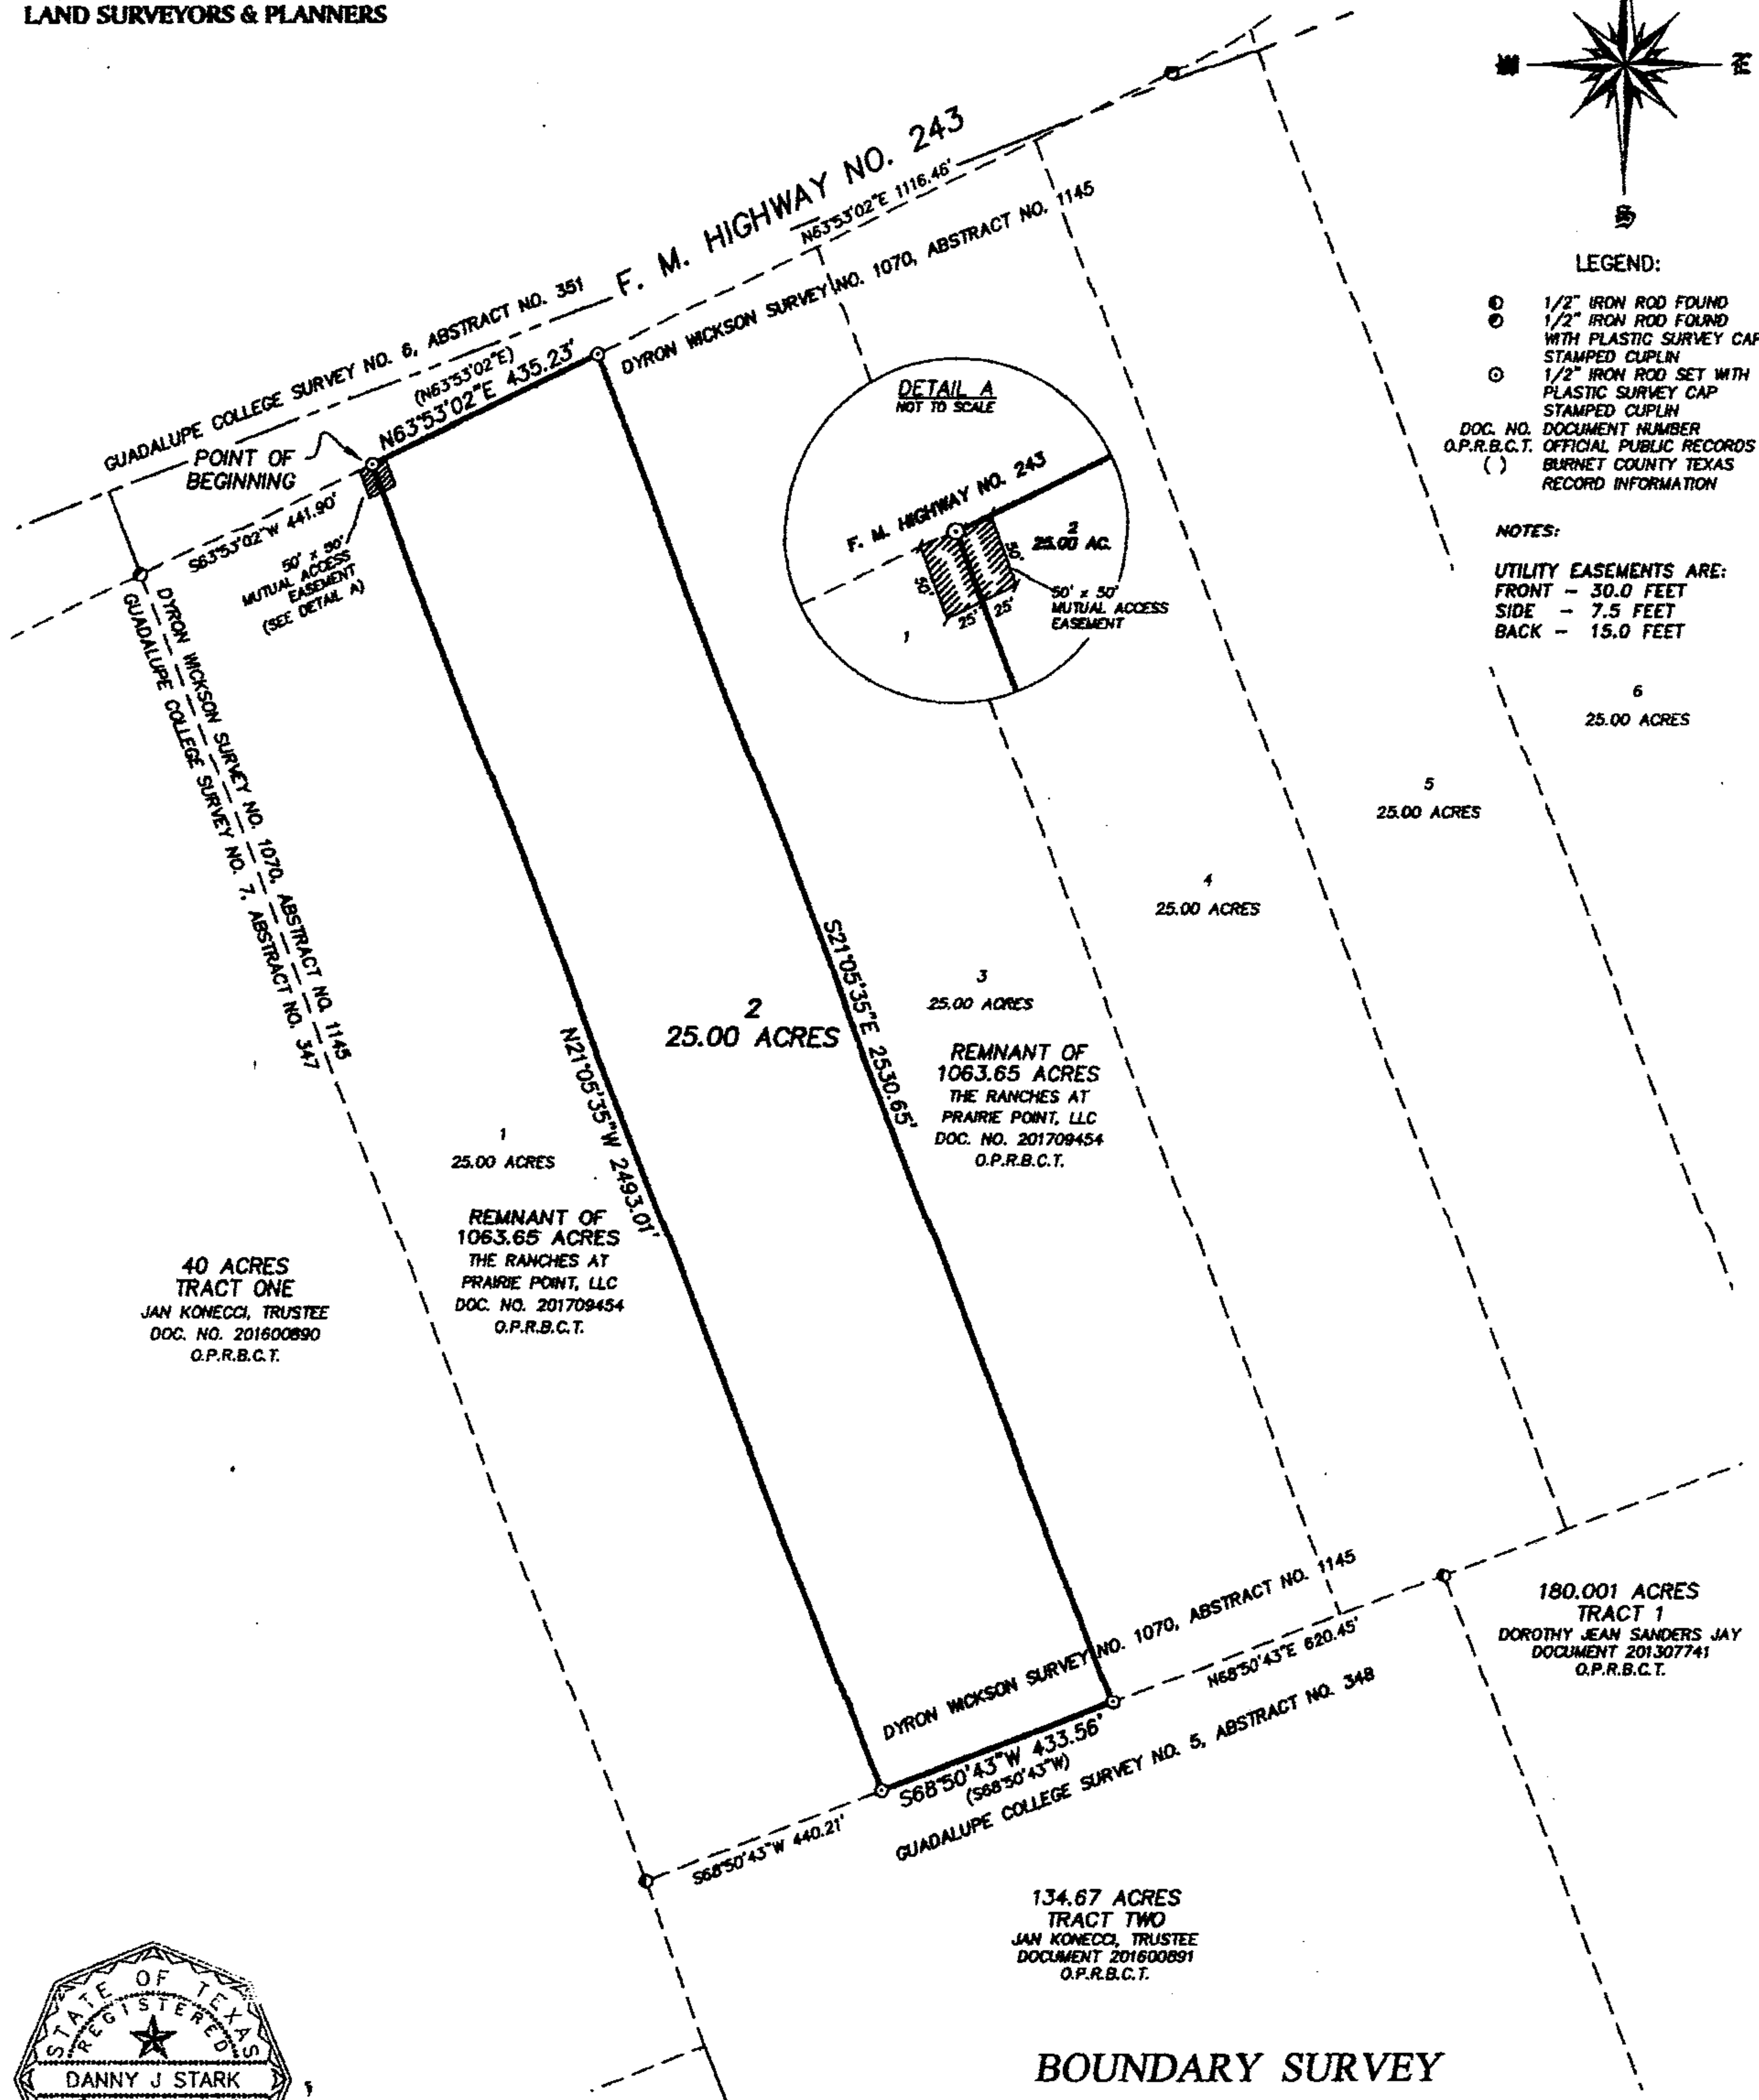 LAND SURVEYORS & PLANNERS
W
E
S
F. M. HIGHWAY NO. 243
N63°53'02"E 1116.46'
DYRON WICKSON SURVEY NO. 1070, ABSTRACT NO. 1145
GUADALUPE COLLEGE SURVEY NO. 6, ABSTRACT NO. 351
(N63°53'02"E)
N63°53'02"E 435.23'
POINT OF
BEGINNING
S63°53'02"W 441.90'
50' x 50'
MUTUAL ACCESS
EASEMENT
(SEE DETAIL A)
LEGEND:
1/2" IRON ROD FOUND
1/2" IRON ROD FOUND
WITH PLASTIC SURVEY CAP
STAMPED CUPLIN
1/2" IRON ROD SET WITH
PLASTIC SURVEY CAP
STAMPED CUPLIN
DOC. NO. DOCUMENT NUMBER
O.P.R.B.C.T. OFFICIAL PUBLIC RECORDS
( ) BURNET COUNTY TEXAS
RECORD INFORMATION
NOTES:
UTILITY EASEMENTS ARE:
FRONT - 30.0 FEET
SIDE - 7.5 FEET
BACK - 15.0 FEET
DETAIL A
NOT TO SCALE
F. M. HIGHWAY NO. 243
2
25.00 AC.
50'
50'
25'
25'
1
50' x 50'
MUTUAL ACCESS
EASEMENT
DYRON WICKSON SURVEY NO. 1070, ABSTRACT NO. 1145
GUADALUPE COLLEGE SURVEY NO. 7, ABSTRACT NO. 347
6
25.00 ACRES
5
25.00 ACRES
4
25.00 ACRES
3
25.00 ACRES
REMNANT OF
1063.65 ACRES
THE RANCHES AT
PRAIRIE POINT, LLC
DOC. NO. 201709454
O.P.R.B.C.T.
2
25.00 ACRES
S21°05'35"E 2530.65'
N21°05'35"W 2493.01'
1
25.00 ACRES
REMNANT OF
1063.65 ACRES
THE RANCHES AT
PRAIRIE POINT, LLC
DOC. NO. 201709454
O.P.R.B.C.T.
40 ACRES
TRACT ONE
JAN KONECCI, TRUSTEE
DOC. NO. 201600890
O.P.R.B.C.T.
DYRON WICKSON SURVEY NO. 1070, ABSTRACT NO. 1145
N68°50'43"E 620.45'
S68°50'43"W 433.56'
(S68°50'43"W)
GUADALUPE COLLEGE SURVEY NO. 5, ABSTRACT NO. 348
S68°50'43"W 440.21'
180.001 ACRES
TRACT 1
DOROTHY JEAN SANDERS JAY
DOCUMENT 201307741
O.P.R.B.C.T.
134.67 ACRES
TRACT TWO
JAN KONECCI, TRUSTEE
DOCUMENT 201600891
O.P.R.B.C.T.
STATE OF TEXAS
REGISTERED
DANNY J STARK
BOUNDARY SURVEY